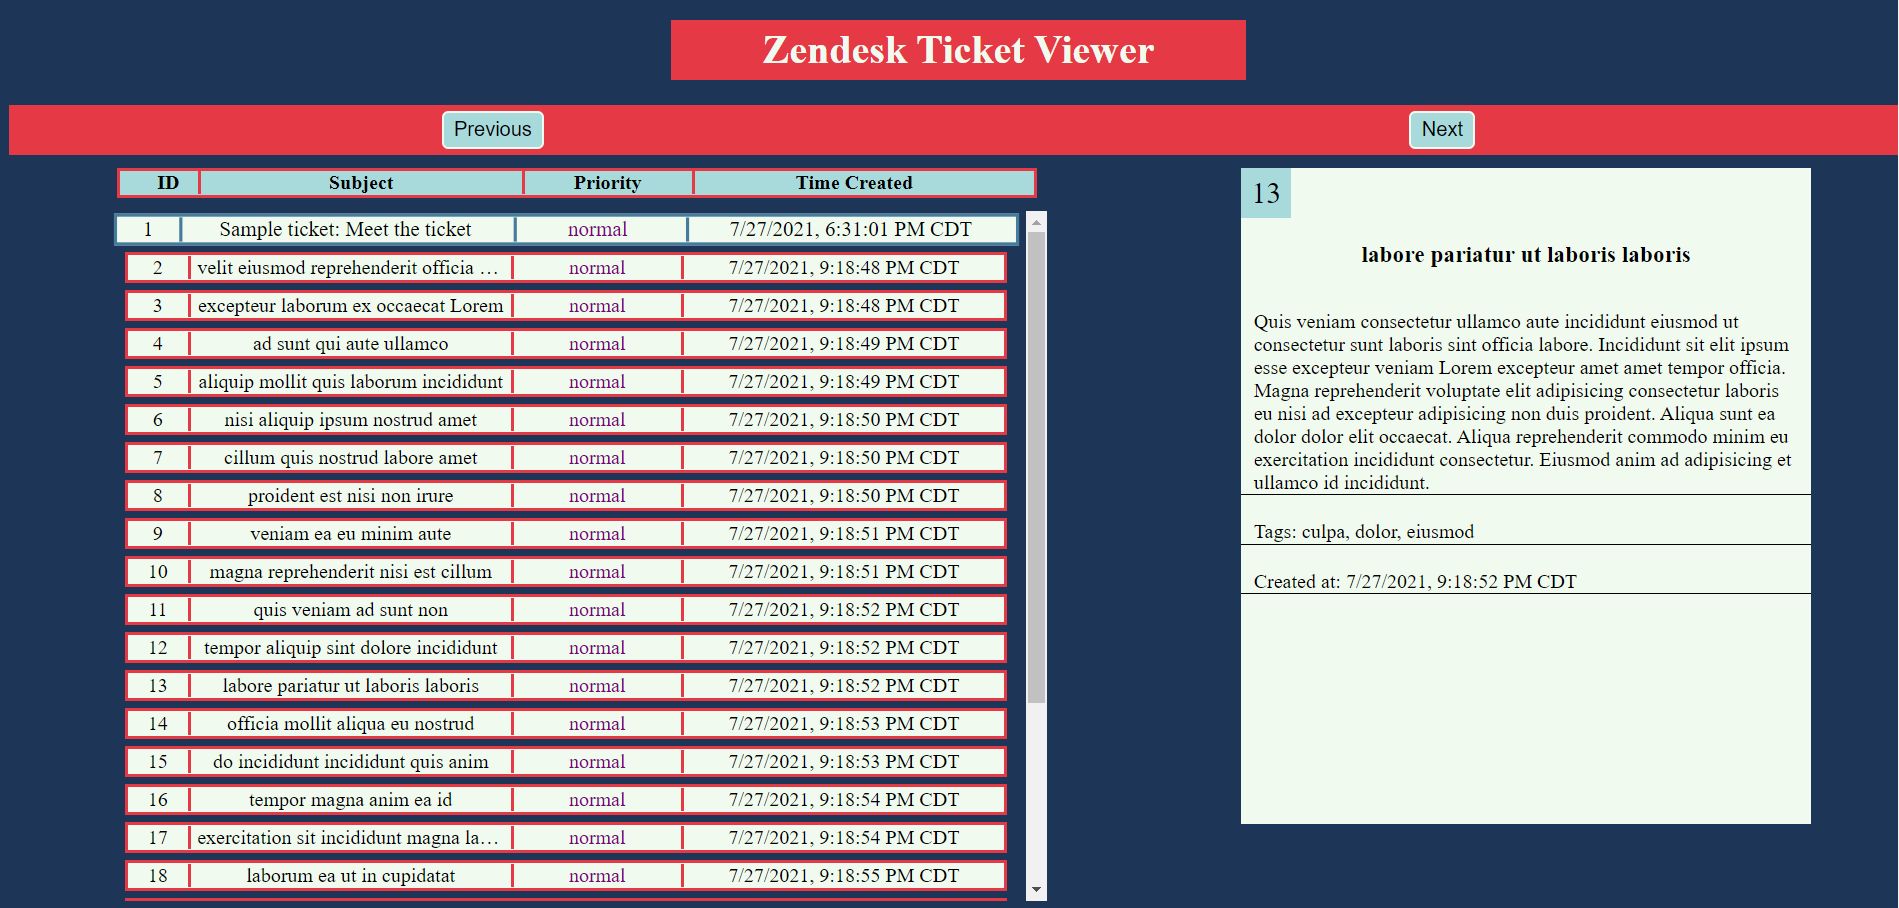 Zendesk Ticket Viewer
Previous
Next
ID Subject Priority Time Created
1 Sample ticket: Meet the ticket normal 7/27/2021, 6:31:01 PM CDT
2 velit eiusmod reprehenderit officia … normal 7/27/2021, 9:18:48 PM CDT
3 excepteur laborum ex occaecat Lorem normal 7/27/2021, 9:18:48 PM CDT
4 ad sunt qui aute ullamco normal 7/27/2021, 9:18:49 PM CDT
5 aliquip mollit quis laborum incididunt normal 7/27/2021, 9:18:49 PM CDT
6 nisi aliquip ipsum nostrud amet normal 7/27/2021, 9:18:50 PM CDT
7 cillum quis nostrud labore amet normal 7/27/2021, 9:18:50 PM CDT
8 proident est nisi non irure normal 7/27/2021, 9:18:50 PM CDT
9 veniam ea eu minim aute normal 7/27/2021, 9:18:51 PM CDT
10 magna reprehenderit nisi est cillum normal 7/27/2021, 9:18:51 PM CDT
11 quis veniam ad sunt non normal 7/27/2021, 9:18:52 PM CDT
12 tempor aliquip sint dolore incididunt normal 7/27/2021, 9:18:52 PM CDT
13 labore pariatur ut laboris laboris normal 7/27/2021, 9:18:52 PM CDT
14 officia mollit aliqua eu nostrud normal 7/27/2021, 9:18:53 PM CDT
15 do incididunt incididunt quis anim normal 7/27/2021, 9:18:53 PM CDT
16 tempor magna anim ea id normal 7/27/2021, 9:18:54 PM CDT
17 exercitation sit incididunt magna la… normal 7/27/2021, 9:18:54 PM CDT
18 laborum ea ut in cupidatat normal 7/27/2021, 9:18:55 PM CDT
13
labore pariatur ut laboris laboris
Quis veniam consectetur ullamco aute incididunt eiusmod ut
consectetur sunt laboris sint officia labore. Incididunt sit elit ipsum
esse excepteur veniam Lorem excepteur amet amet tempor officia.
Magna reprehenderit voluptate elit adipisicing consectetur laboris
eu nisi ad excepteur adipisicing non duis proident. Aliqua sunt ea
dolor dolor elit occaecat. Aliqua reprehenderit commodo minim eu
exercitation incididunt consectetur. Eiusmod anim ad adipisicing et
ullamco id incididunt.
Tags: culpa, dolor, eiusmod
Created at: 7/27/2021, 9:18:52 PM CDT